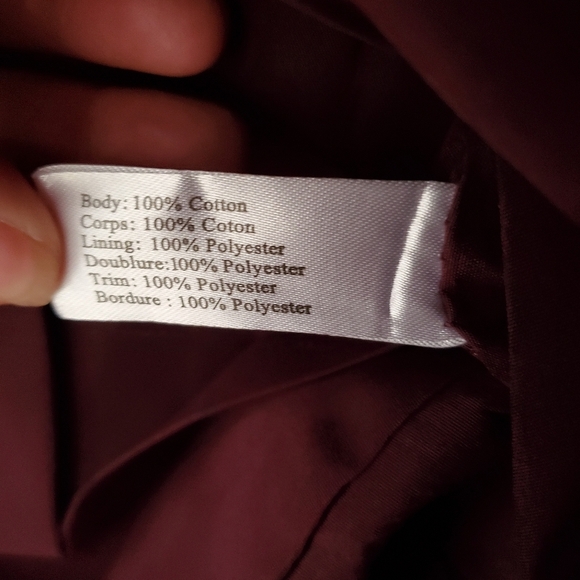 Body: 100% Cotton
Corps: 100% Coton
Lining: 100% Polyester
Doublure:100% Polyester
Trim: 100% Polyester
Bordure : 100% Polyester